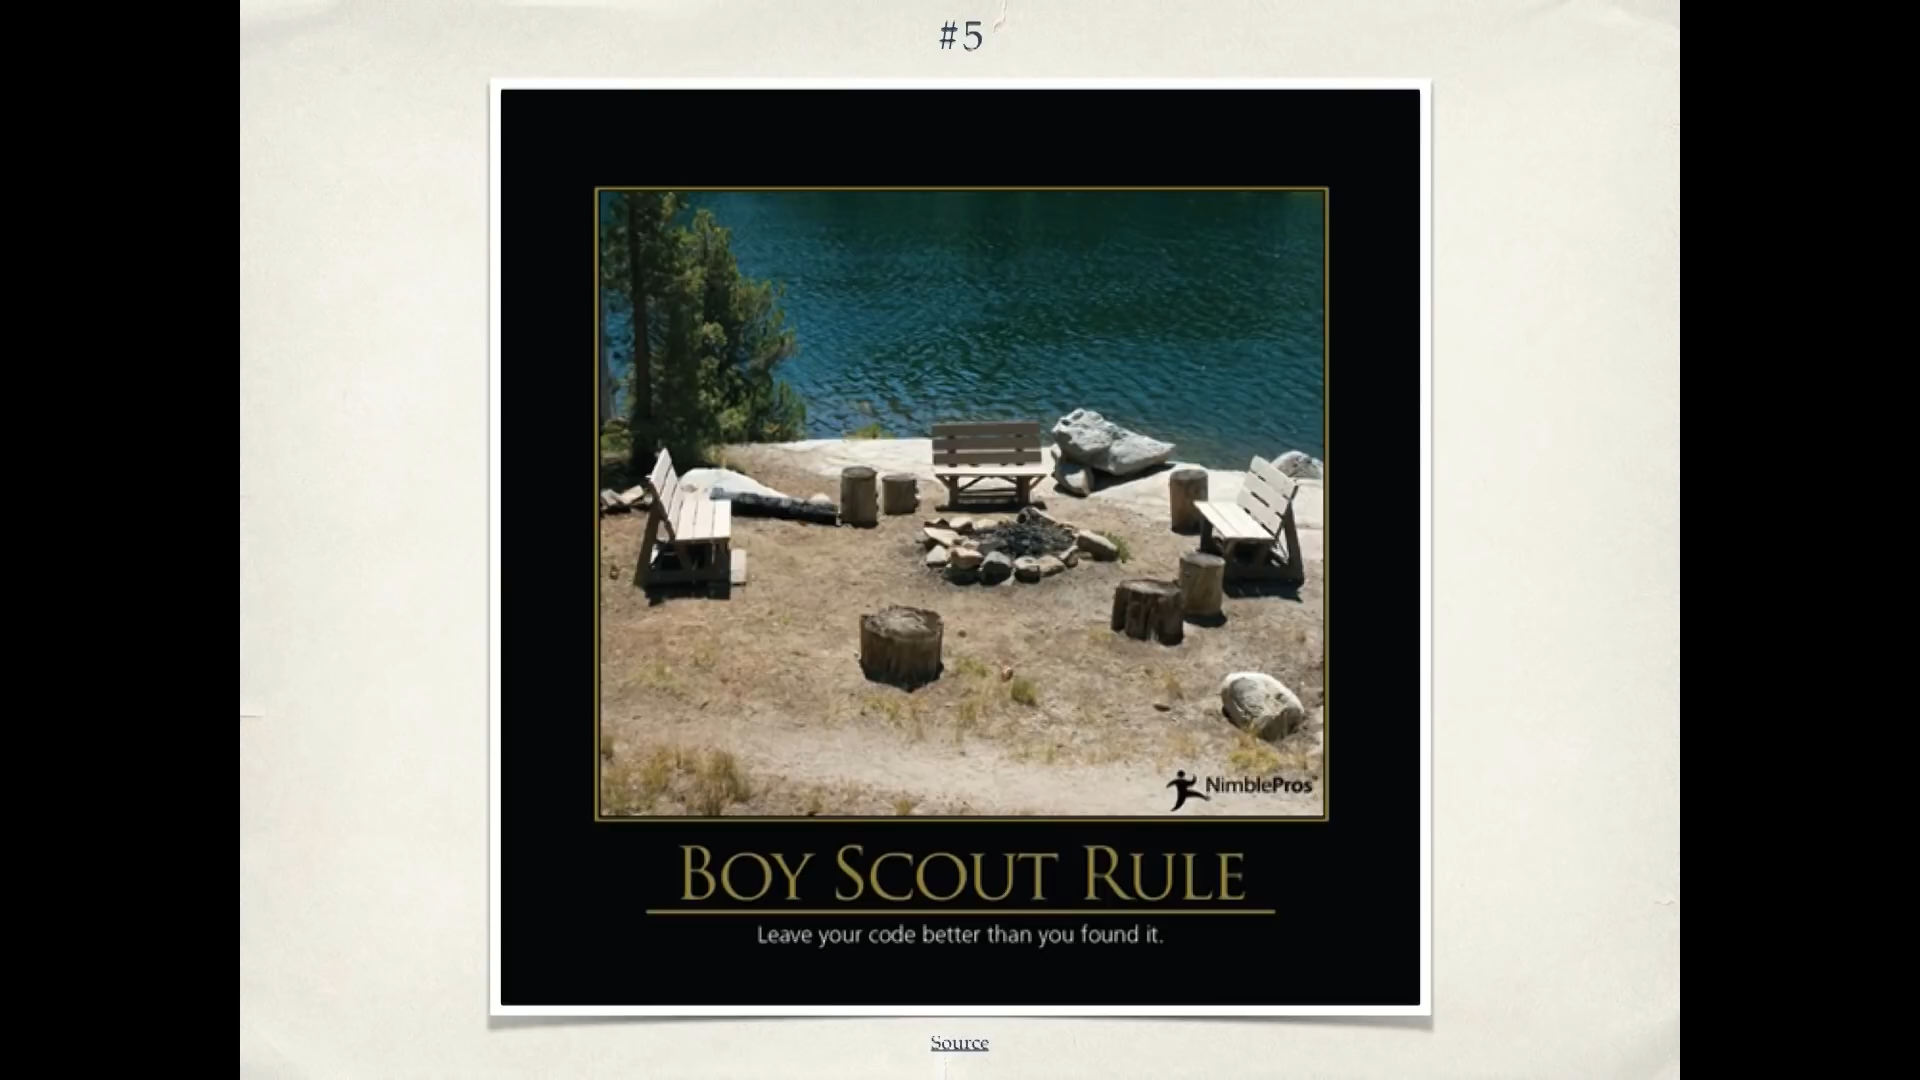 #5
NimblePros
BOY SCOUT RULE
Leave your code better than you found it.
Source